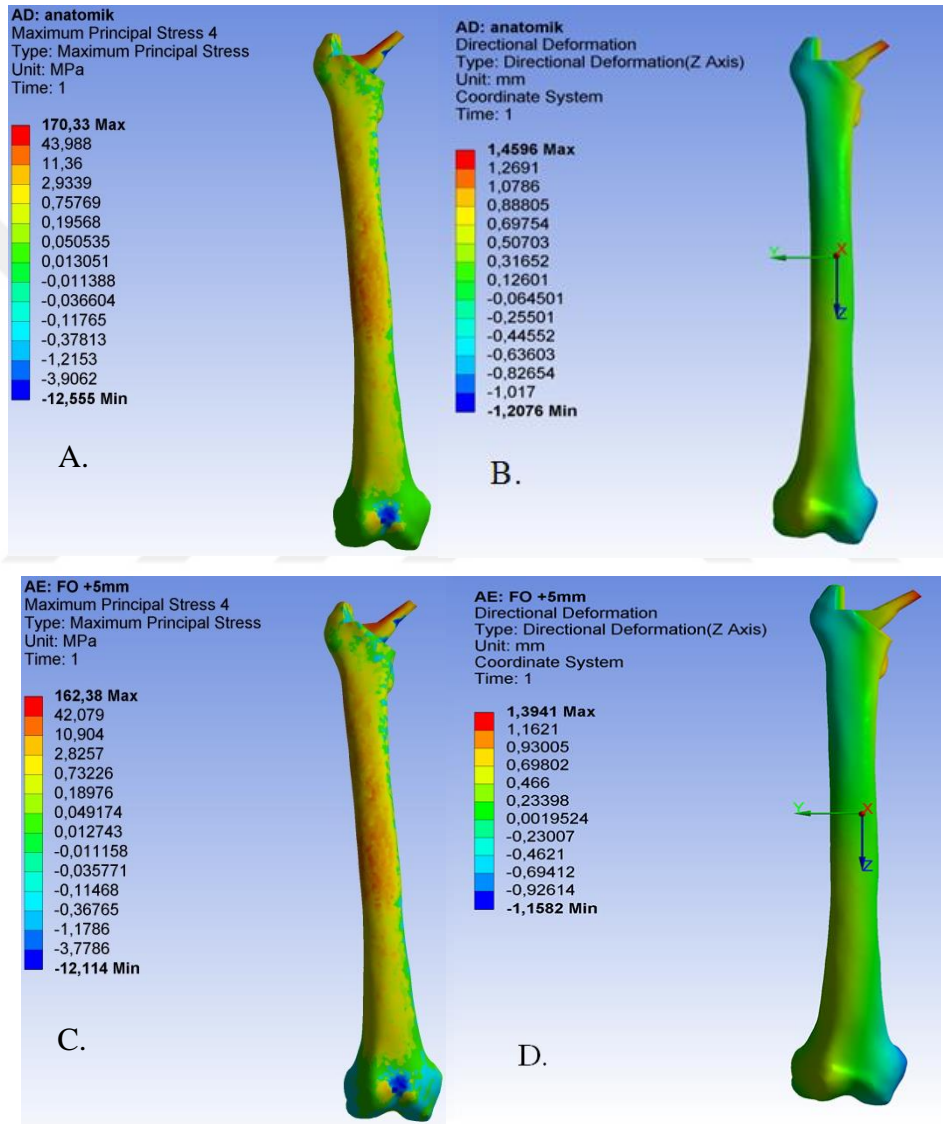 AD: anatomik
Maximum Principal Stress 4
Type: Maximum Principal Stress
Unit: MPa
Time: 1
170,33 Max
43,988
11,36
2,9339
0,75769
0,19568
0,050535
0,013051
-0,011388
-0,036604
-0,11765
-0,37813
-1,2153
-3,9062
-12,555 Min
A.
AD: anatomik
Directional Deformation
Type: Directional Deformation(Z Axis)
Unit: mm
Coordinate System
Time: 1
1,4596 Max
1,2691
1,0786
0,88805
0,69754
0,50703
0,31652
0,12601
-0,064501
-0,25501
-0,44552
-0,63603
-0,82654
-1,017
-1,2076 Min
Y
X
Z
B.
AE: FO +5mm
Maximum Principal Stress 4
Type: Maximum Principal Stress
Unit: MPa
Time: 1
162,38 Max
42,079
10,904
2,8257
0,73226
0,18976
0,049174
0,012743
-0,011158
-0,035771
-0,11468
-0,36765
-1,1786
-3,7786
-12,114 Min
C.
AE: FO +5mm
Directional Deformation
Type: Directional Deformation(Z Axis)
Unit: mm
Coordinate System
Time: 1
1,3941 Max
1,1621
0,93005
0,69802
0,466
0,23398
0,0019524
-0,23007
-0,4621
-0,69412
-0,92614
-1,1582 Min
Y
X
Z
D.